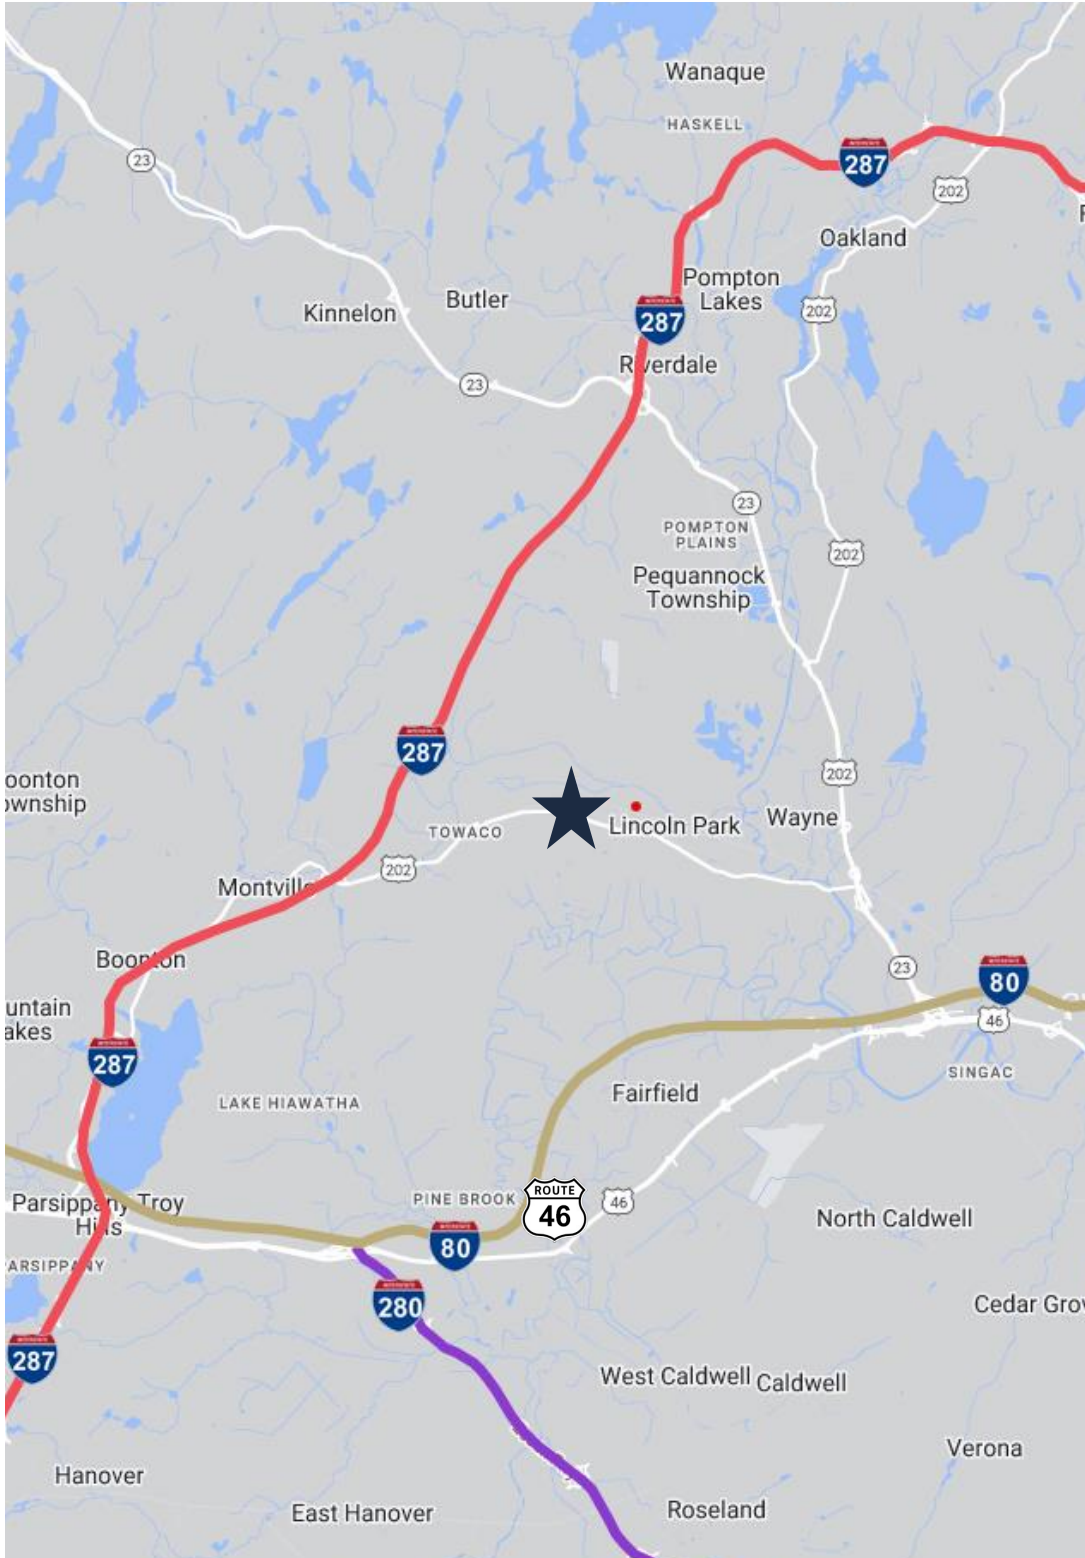 Wanaque
HASKELL
23
287
202
Oakland
Pompton
Lakes
Butler
Kinnelon
202
287
Riverdale
23
23
POMPTON
PLAINS
202
Pequannock
Township
287
202
oonton
ownship
Lincoln Park
Wayne
TOWACO
202
Montville
Boonton
23
80
untain
akes
46
287
SINGAC
Fairfield
LAKE HIAWATHA
PINE BROOK
ROUTE
46
46
Parsippany Troy
Hills
North Caldwell
80
ARSIPPANY
280
Cedar Grov
287
West Caldwell
Caldwell
Verona
Hanover
East Hanover
Roseland